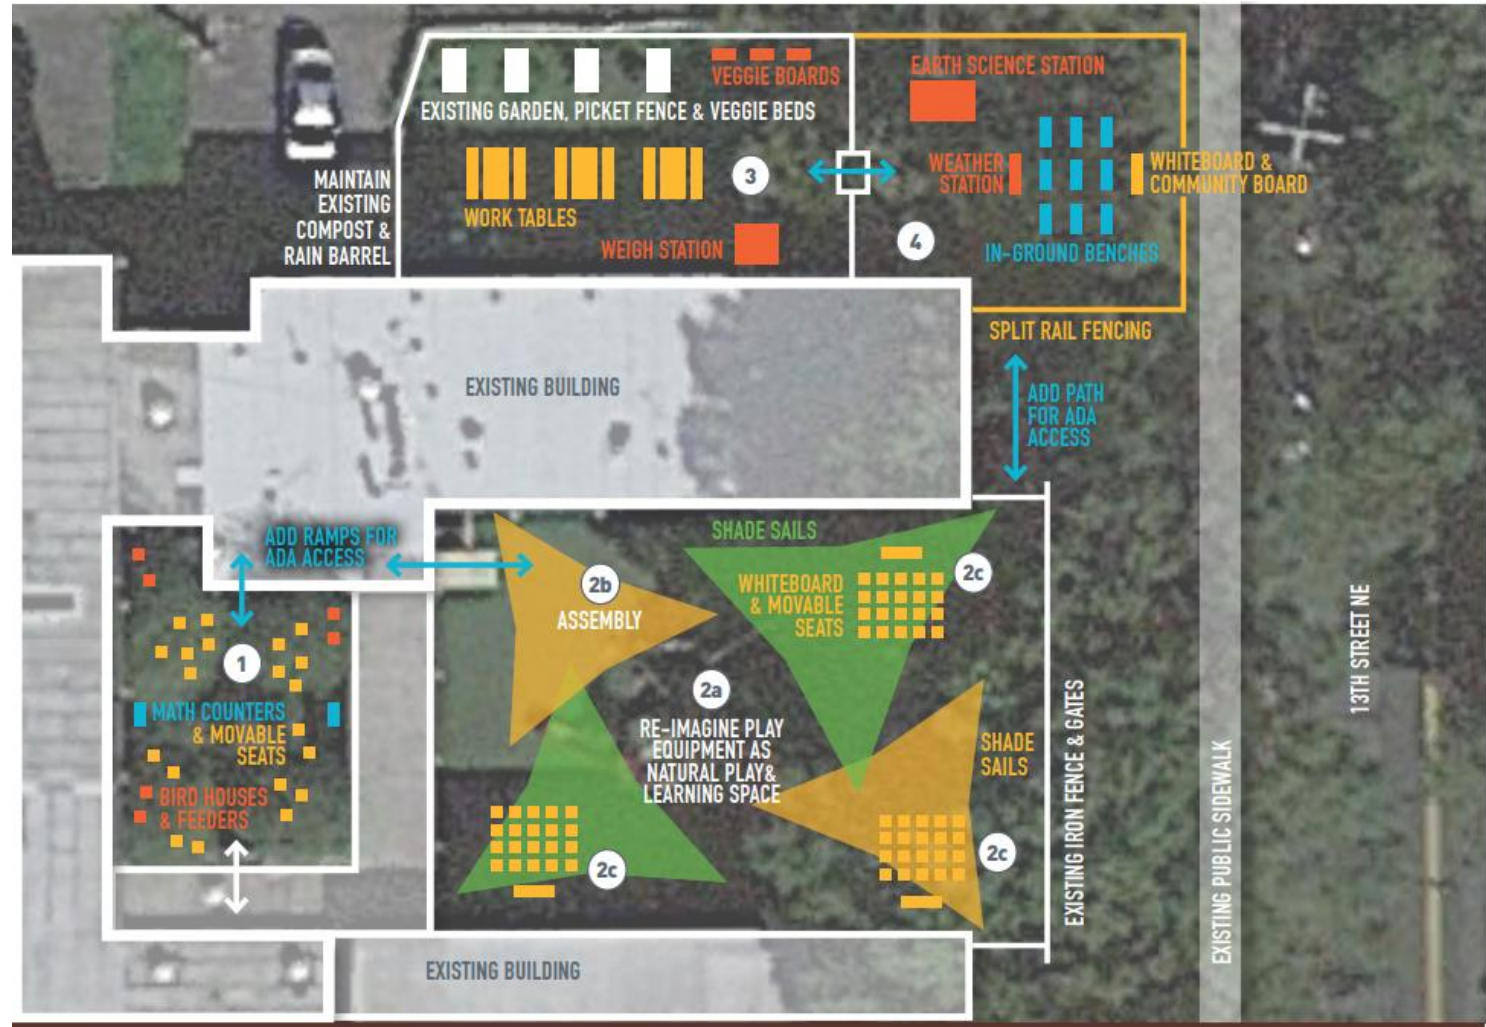 VEGGIE BOARDS
EXISTING GARDEN, PICKET FENCE & VEGGIE BEDS
EARTH SCIENCE STATION
MAINTAIN
EXISTING
COMPOST &
RAIN BARREL
WORK TABLES
3
WEIGH STATION
WEATHER
STATION
WHITEBOARD &
COMMUNITY BOARD
4
IN-GROUND BENCHES
SPLIT RAIL FENCING
EXISTING BUILDING
ADD PATH
FOR ADA
ACCESS
ADD RAMPS FOR
ADA ACCESS
SHADE SAILS
2b
ASSEMBLY
WHITEBOARD
& MOVABLE
SEATS
2c
1
MATH COUNTERS
& MOVABLE
SEATS
BIRD HOUSES
& FEEDERS
2a
RE-IMAGINE PLAY
EQUIPMENT AS
NATURAL PLAY&
LEARNING SPACE
SHADE
SAILS
2c
2c
EXISTING IRON FENCE & GATES
EXISTING PUBLIC SIDEWALK
13TH STREET NE
EXISTING BUILDING